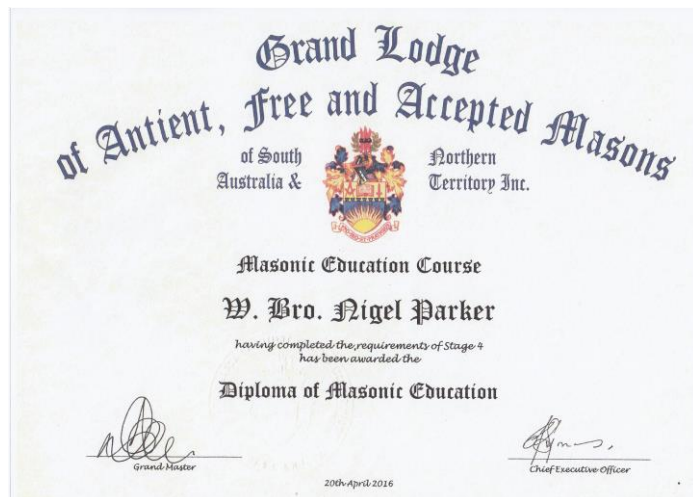 Grand Lodge
of Antient, Free and Accepted Masons
of South
Australia &
Northern
Territory Inc.
Masonic Education Course
W. Bro. Nigel Parker
having completed the requirements of Stage 4
has been awarded the
Diploma of Masonic Education
Grand Master
Chief Executive Officer
20th April 2016